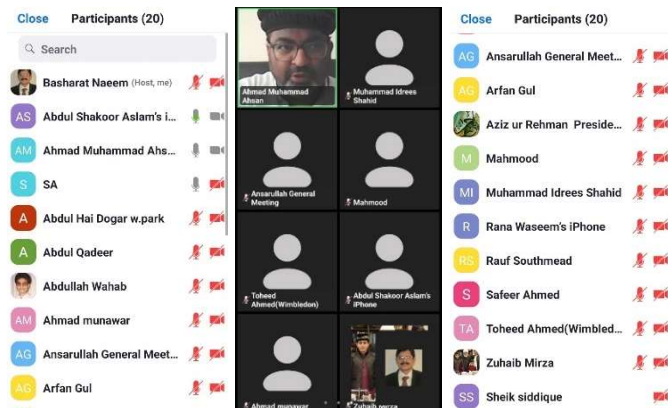 Close Participants (20)
Search
Basharat Naeem (Host, me)
AS Abdul Shakoor Aslam's i...
AM Ahmad Muhammad Ahs...
S SA
A Abdul Hai Dogar w.park
A Abdul Qadeer
Abdullah Wahab
AM Ahmad munawar
AG Ansarullah General Meet...
AG Arfan Gul
Ahmad Muhammad
Ahsan
Muhammad Idrees
Shahid
Ansarullah General
Meeting
Mahmood
Toheed
Ahmed(Wimbledon)
Abdul Shakoor Aslam's
iPhone
Ahmad munawar
Zuhaib Mirza
Close Participants (20)
AG Ansarullah General Meet...
AG Arfan Gul
Aziz ur Rehman Preside...
M Mahmood
MI Muhammad Idrees Shahid
R Rana Waseem's iPhone
RS Rauf Southmead
S Safeer Ahmed
TA Toheed Ahmed(Wimbled...
Zuhaib Mirza
SS Sheik siddique